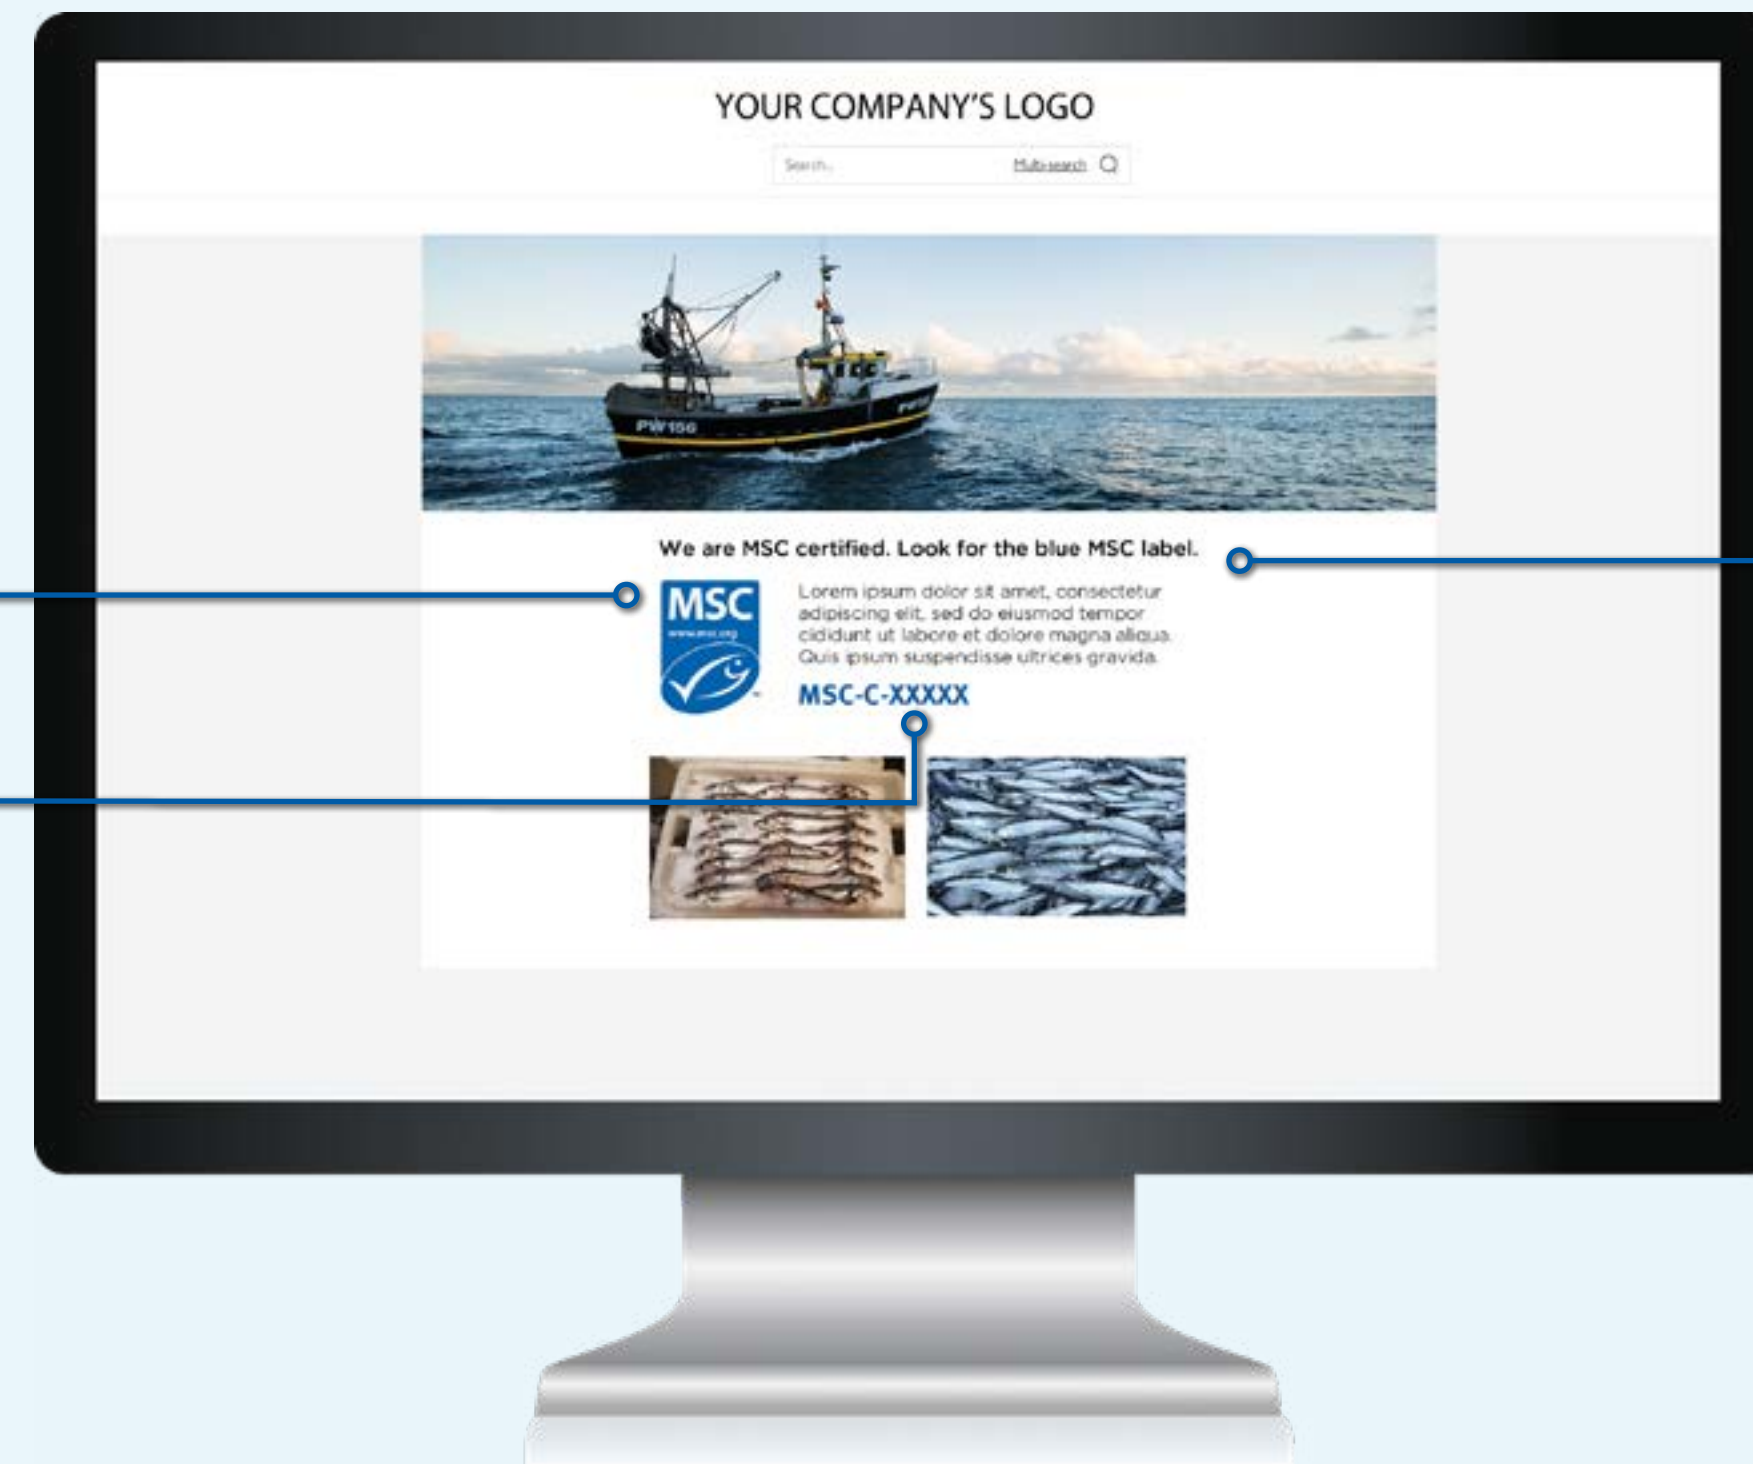 YOUR COMPANY'S LOGO
Search...
Multi-search
PW156
We are MSC certified. Look for the blue MSC label.
MSC
www.msc.org
™
Lorem ipsum dolor sit amet, consectetur
adipiscing elit, sed do eiusmod tempor
cididunt ut labore et dolore magna aliqua.
Quis ipsum suspendisse ultrices gravida.
MSC-C-XXXXX